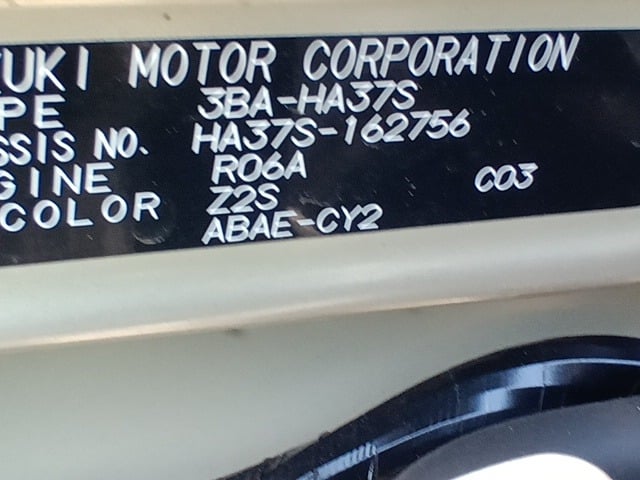 UKI MOTOR CORPORATION
PE 3BA-HA37S
SSIS NO. HA37S-162756
GINE R06A C03
COLOR Z2S
ABAE-CY2